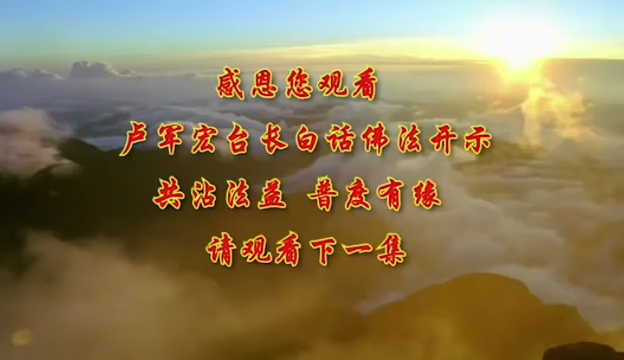 感恩您观看
卢军宏台长白话佛法开示
共沾法益 普度有缘
请观看下一集